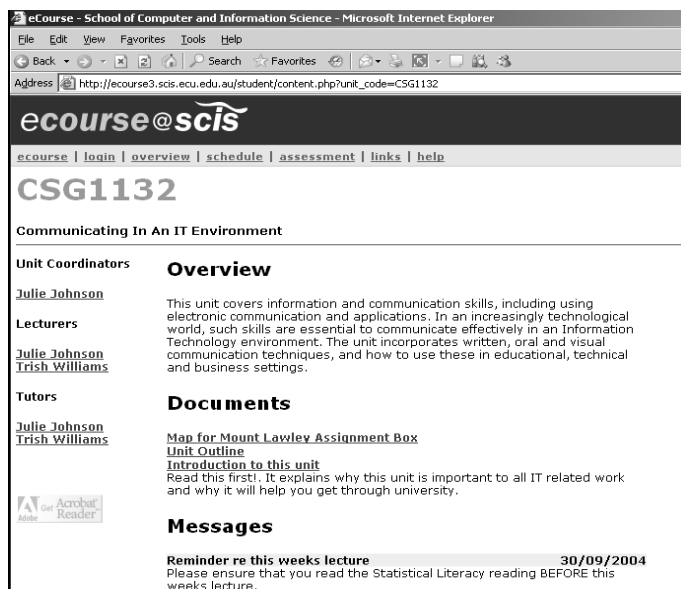 eCourse - School of Computer and Information Science - Microsoft Internet Explorer
File Edit View Favorites Tools Help
Back Search Favorites
Address http://ecourse3.scis.ecu.edu.au/student/content.php?unit_code=CSG1132
ecourse@scis
ecourse | login | overview | schedule | assessment | links | help
CSG1132
Communicating In An IT Environment
Unit Coordinators
Julie Johnson
Lecturers
Julie Johnson
Trish Williams
Tutors
Julie Johnson
Trish Williams
Get Acrobat
Adobe Reader
Overview
This unit covers information and communication skills, including using
electronic communication and applications. In an increasingly technological
world, such skills are essential to communicate effectively in an Information
Technology environment. The unit incorporates written, oral and visual
communication techniques, and how to use these in educational, technical
and business settings.
Documents
Map for Mount Lawley Assignment Box
Unit Outline
Introduction to this unit
Read this first!. It explains why this unit is important to all IT related work
and why it will help you get through university.
Messages
Reminder re this weeks lecture 30/09/2004
Please ensure that you read the Statistical Literacy reading BEFORE this
weeks lecture.